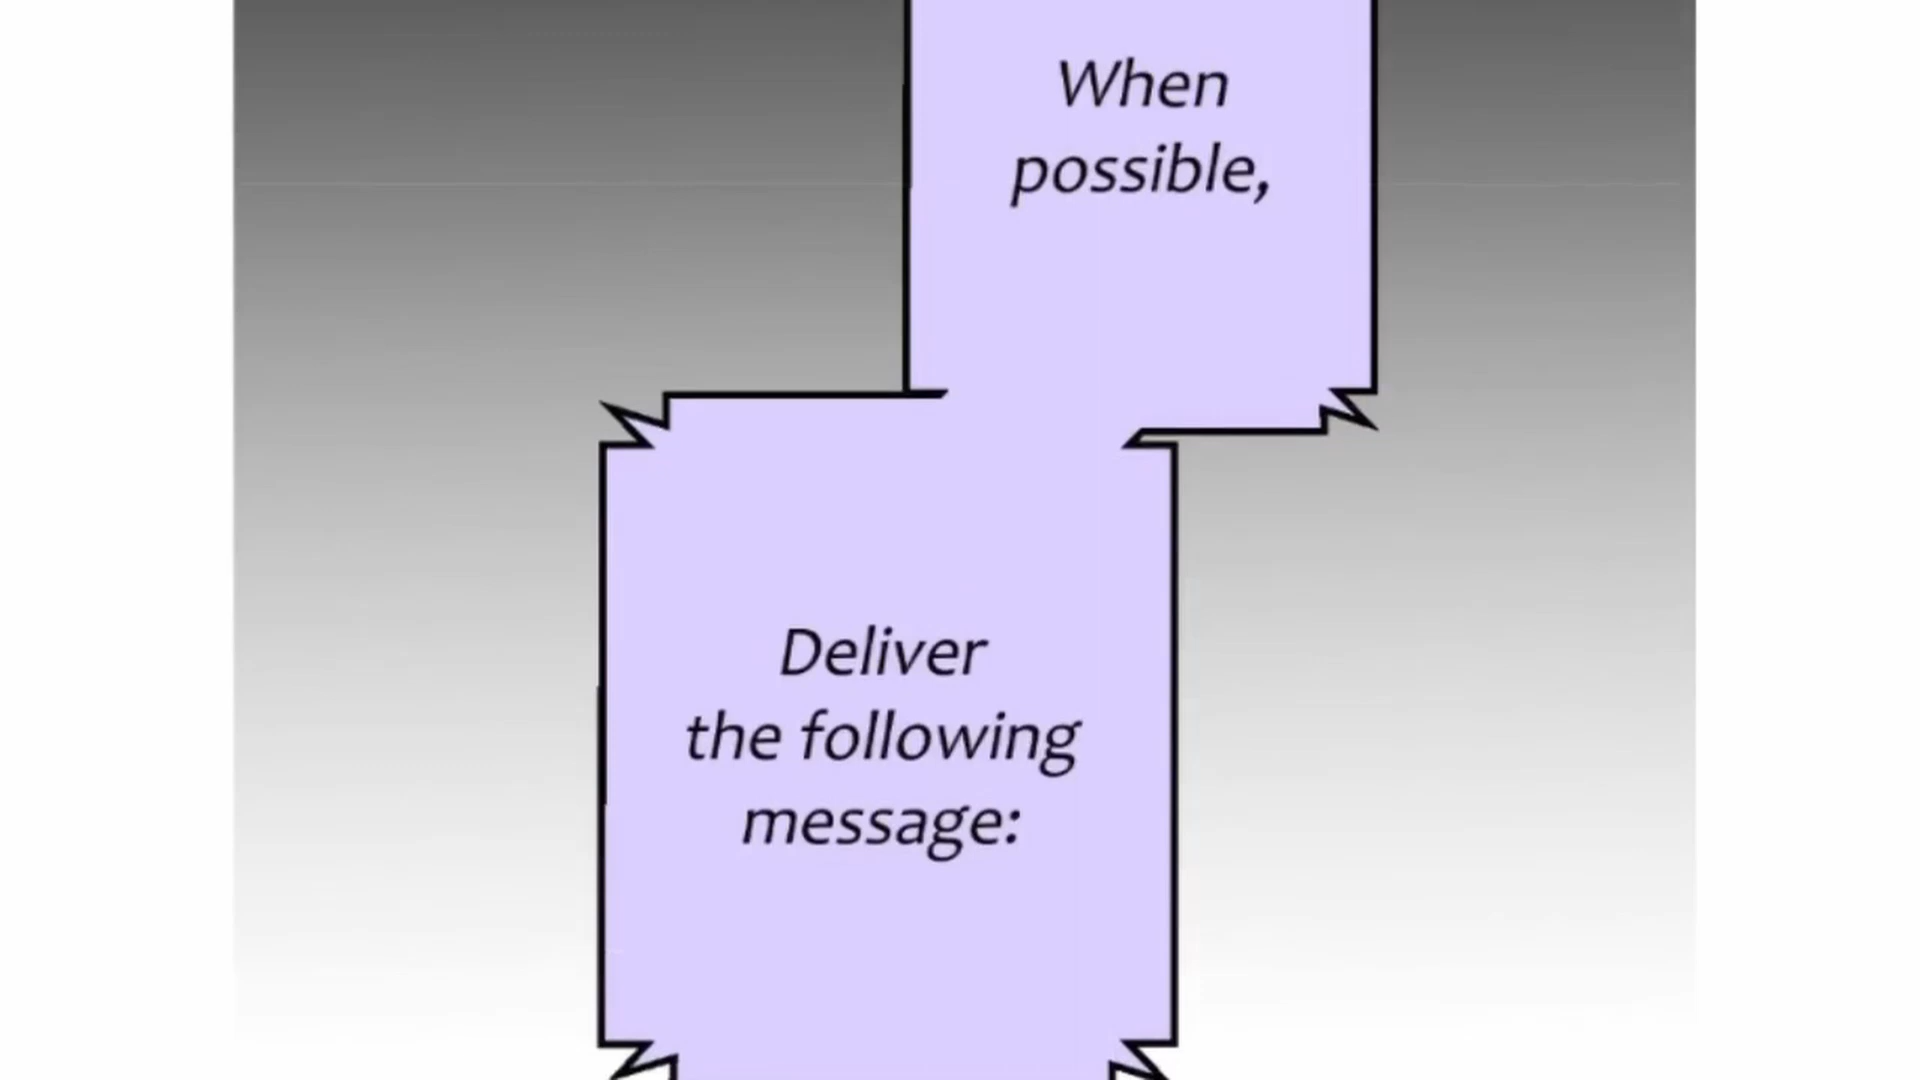 When
possible,
Deliver
the following
message: